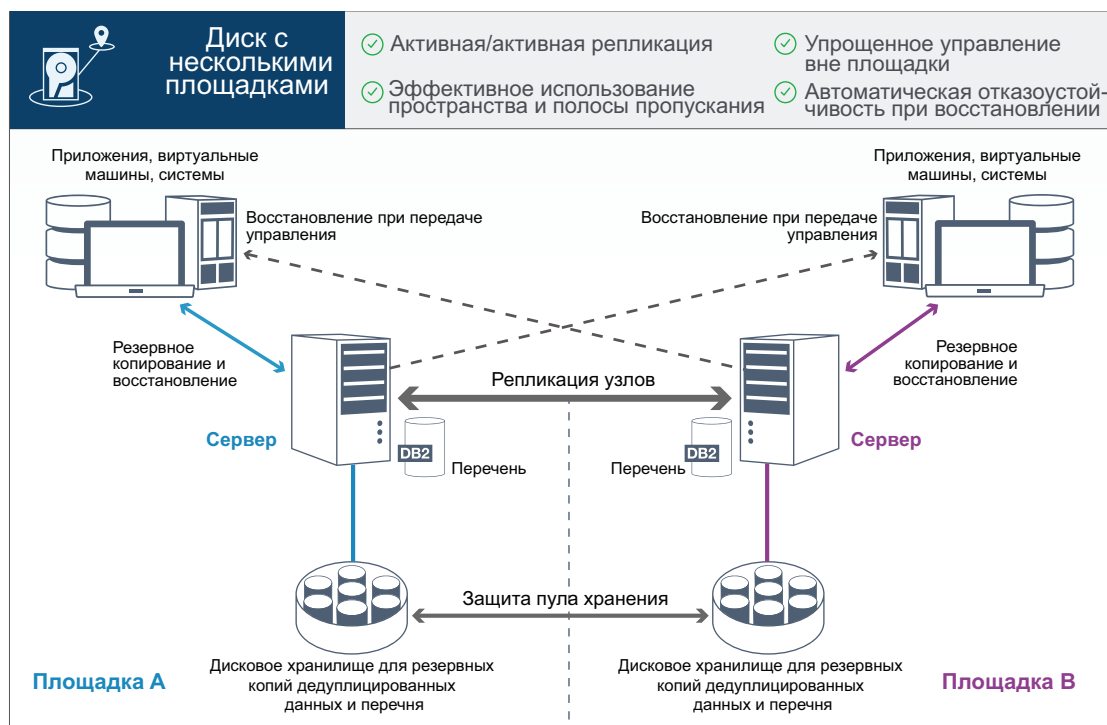 Диск с
несколькими
площадками
Активная/активная репликация
Эффективное использование
пространства и полосы пропускания
Упрощенное управление
вне площадки
Автоматическая отказоустой-
чивость при восстановлении
Приложения, виртуальные
машины, системы
Приложения, виртуальные
машины, системы
Восстановление при передаче
управления
Восстановление при передаче
управления
Резервное
копирование и
восстановление
Резервное
копирование и
восстановление
Репликация узлов
Сервер
Сервер
DB2
Перечень
Перечень
DB2
Защита пула хранения
Дисковое хранилище для резервных
копий дедуплицированных
данных и перечня
Дисковое хранилище для резервных
копий дедуплицированных
данных и перечня
Площадка A
Площадка B